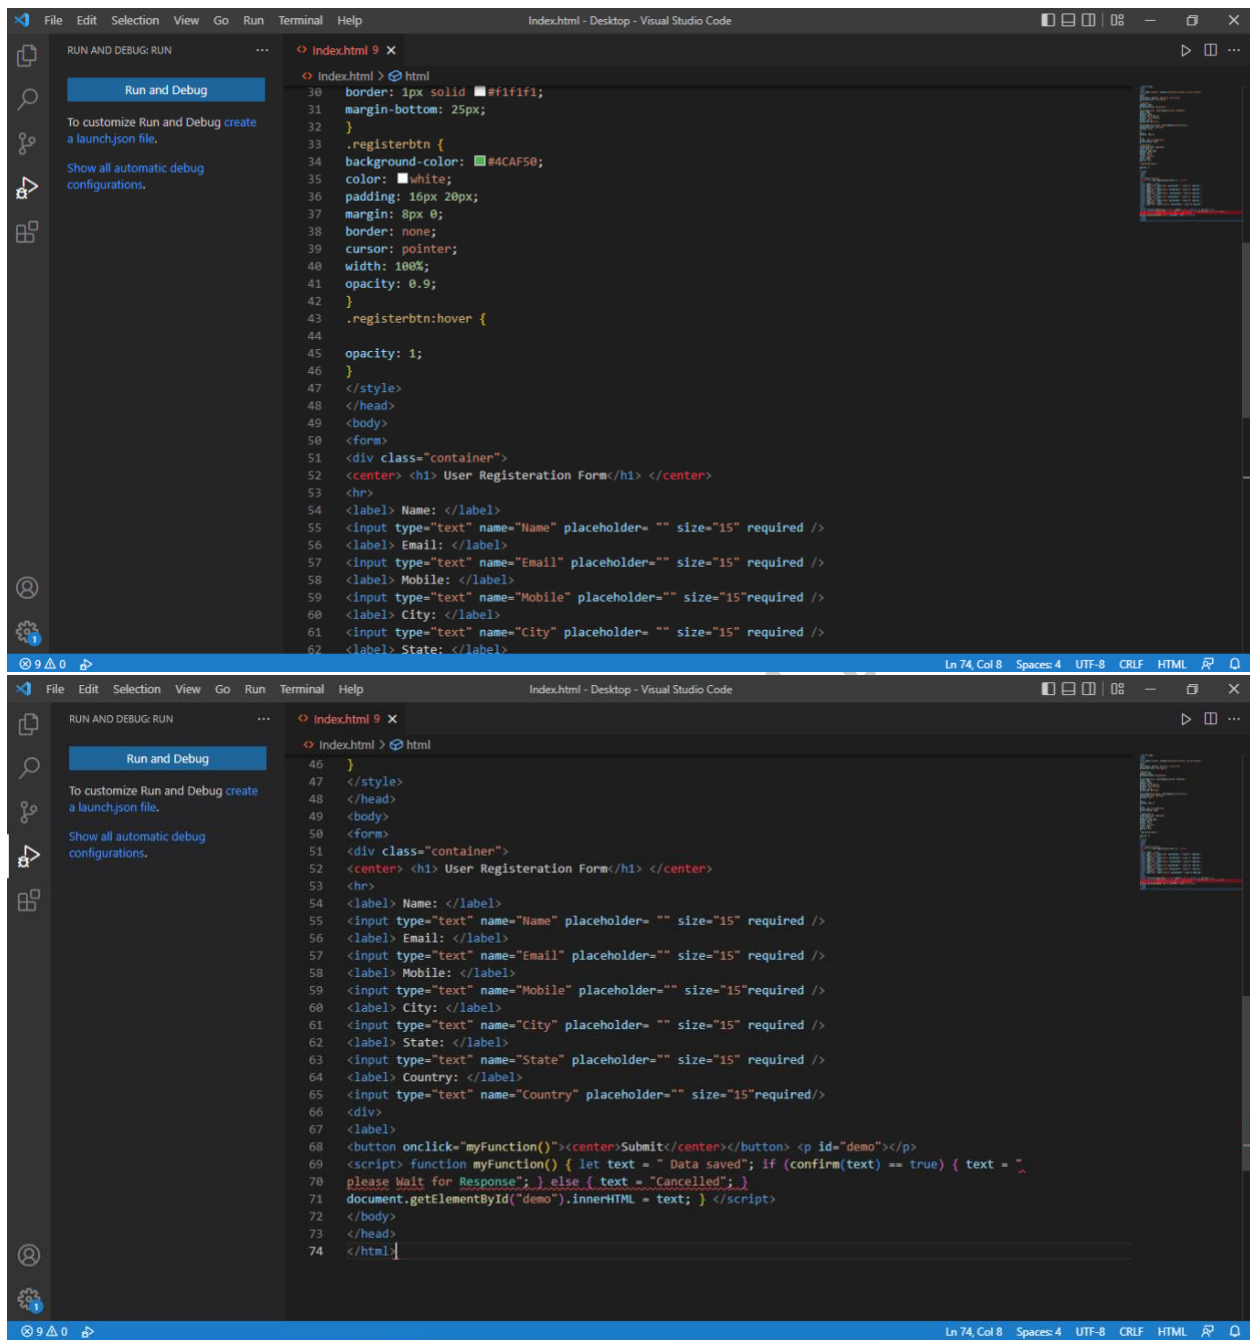 File Edit Selection View Go Run Terminal Help Index.html - Desktop - Visual Studio Code
RUN AND DEBUG: RUN ··· Index.html 9
Index.html > html
Run and Debug
To customize Run and Debug create
a launch.json file.
Show all automatic debug
configurations.
30 border: 1px solid #f1f1f1;
31 margin-bottom: 25px;
32 }
33 .registerbtn {
34 background-color: #4CAF50;
35 color: white;
36 padding: 16px 20px;
37 margin: 8px 0;
38 border: none;
39 cursor: pointer;
40 width: 100%;
41 opacity: 0.9;
42 }
43 .registerbtn:hover {
44
45 opacity: 1;
46 }
47 </style>
48 </head>
49 <body>
50 <form>
51 <div class="container">
52 <center> <h1> User Registeration Form</h1> </center>
53 <hr>
54 <label> Name: </label>
55 <input type="text" name="Name" placeholder= "" size="15" required />
56 <label> Email: </label>
57 <input type="text" name="Email" placeholder="" size="15" required />
58 <label> Mobile: </label>
59 <input type="text" name="Mobile" placeholder="" size="15"required />
60 <label> City: </label>
61 <input type="text" name="City" placeholder= "" size="15" required />
62 <label> State: </label>
1
9 0 Ln 74, Col 8 Spaces: 4 UTF-8 CRLF HTML
File Edit Selection View Go Run Terminal Help Index.html - Desktop - Visual Studio Code
RUN AND DEBUG: RUN ··· Index.html 9
Index.html > html
Run and Debug
To customize Run and Debug create
a launch.json file.
Show all automatic debug
configurations.
46 }
47 </style>
48 </head>
49 <body>
50 <form>
51 <div class="container">
52 <center> <h1> User Registeration Form</h1> </center>
53 <hr>
54 <label> Name: </label>
55 <input type="text" name="Name" placeholder= "" size="15" required />
56 <label> Email: </label>
57 <input type="text" name="Email" placeholder="" size="15" required />
58 <label> Mobile: </label>
59 <input type="text" name="Mobile" placeholder="" size="15"required />
60 <label> City: </label>
61 <input type="text" name="City" placeholder= "" size="15" required />
62 <label> State: </label>
63 <input type="text" name="State" placeholder="" size="15" required />
64 <label> Country: </label>
65 <input type="text" name="Country" placeholder="" size="15"required/>
66 <div>
67 <label>
68 <button onclick="myFunction()"><center>Submit</center></button> <p id="demo"></p>
69 <script> function myFunction() { let text = " Data saved"; if (confirm(text) == true) { text = "
70 please Wait for Response"; } else { text = "Cancelled"; }
71 document.getElementById("demo").innerHTML = text; } </script>
72 </body>
73 </head>
74 </html>
1
9 0 Ln 74, Col 8 Spaces: 4 UTF-8 CRLF HTML